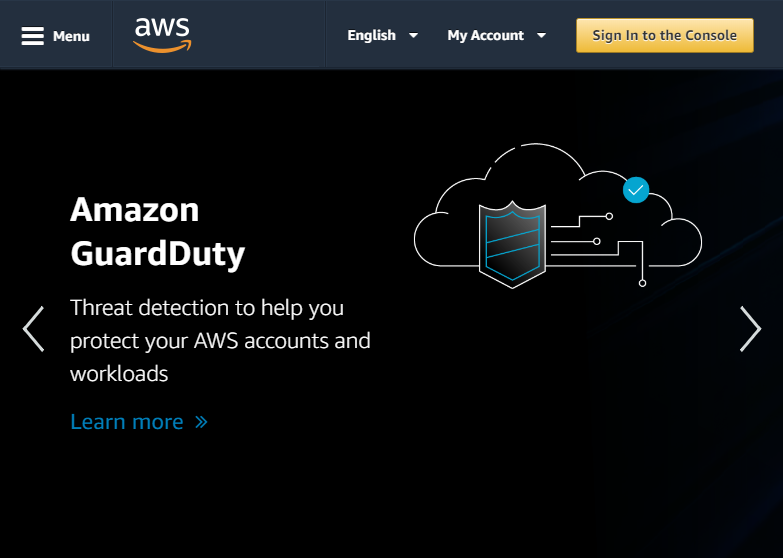 Menu
aws
English
My Account
Sign In to the Console
Amazon
GuardDuty
Threat detection to help you
protect your AWS accounts and
workloads
Learn more »